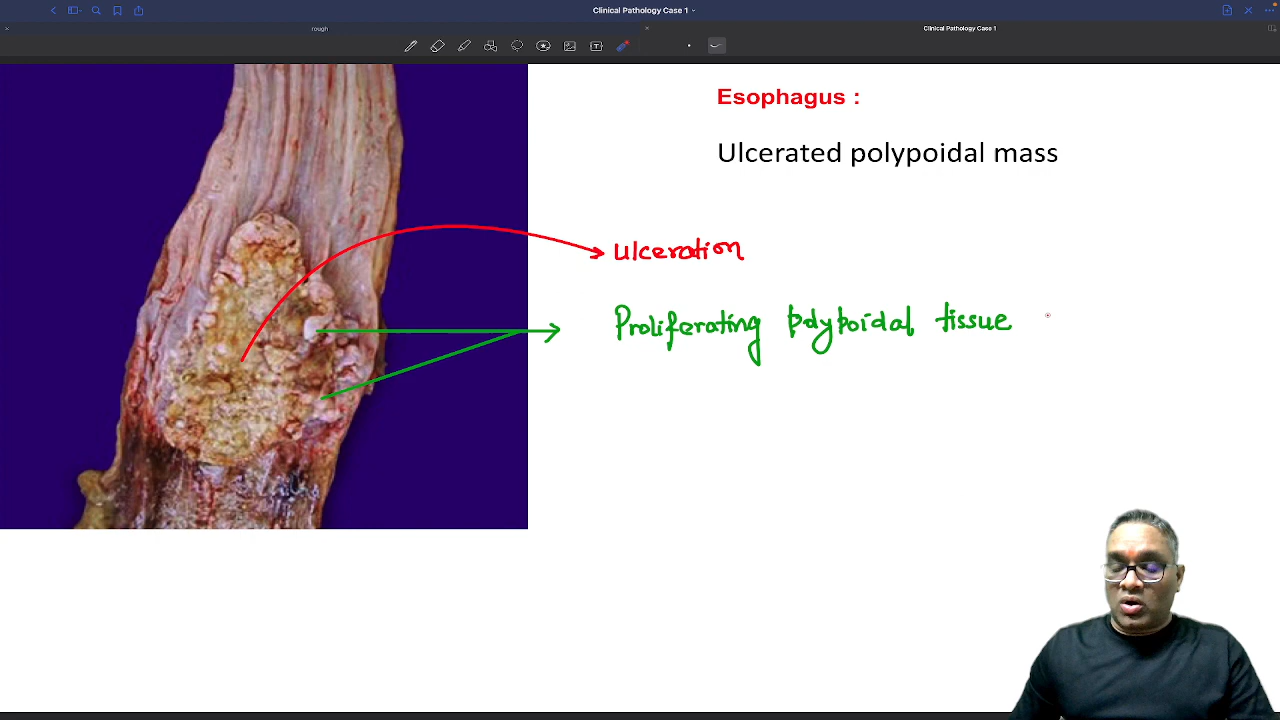 Clinical Pathology Case 1
rough
Clinical Pathology Case 1
Esophagus :
Ulcerated polypoidal mass
Ulceration
Proliferating polypoidal tissue